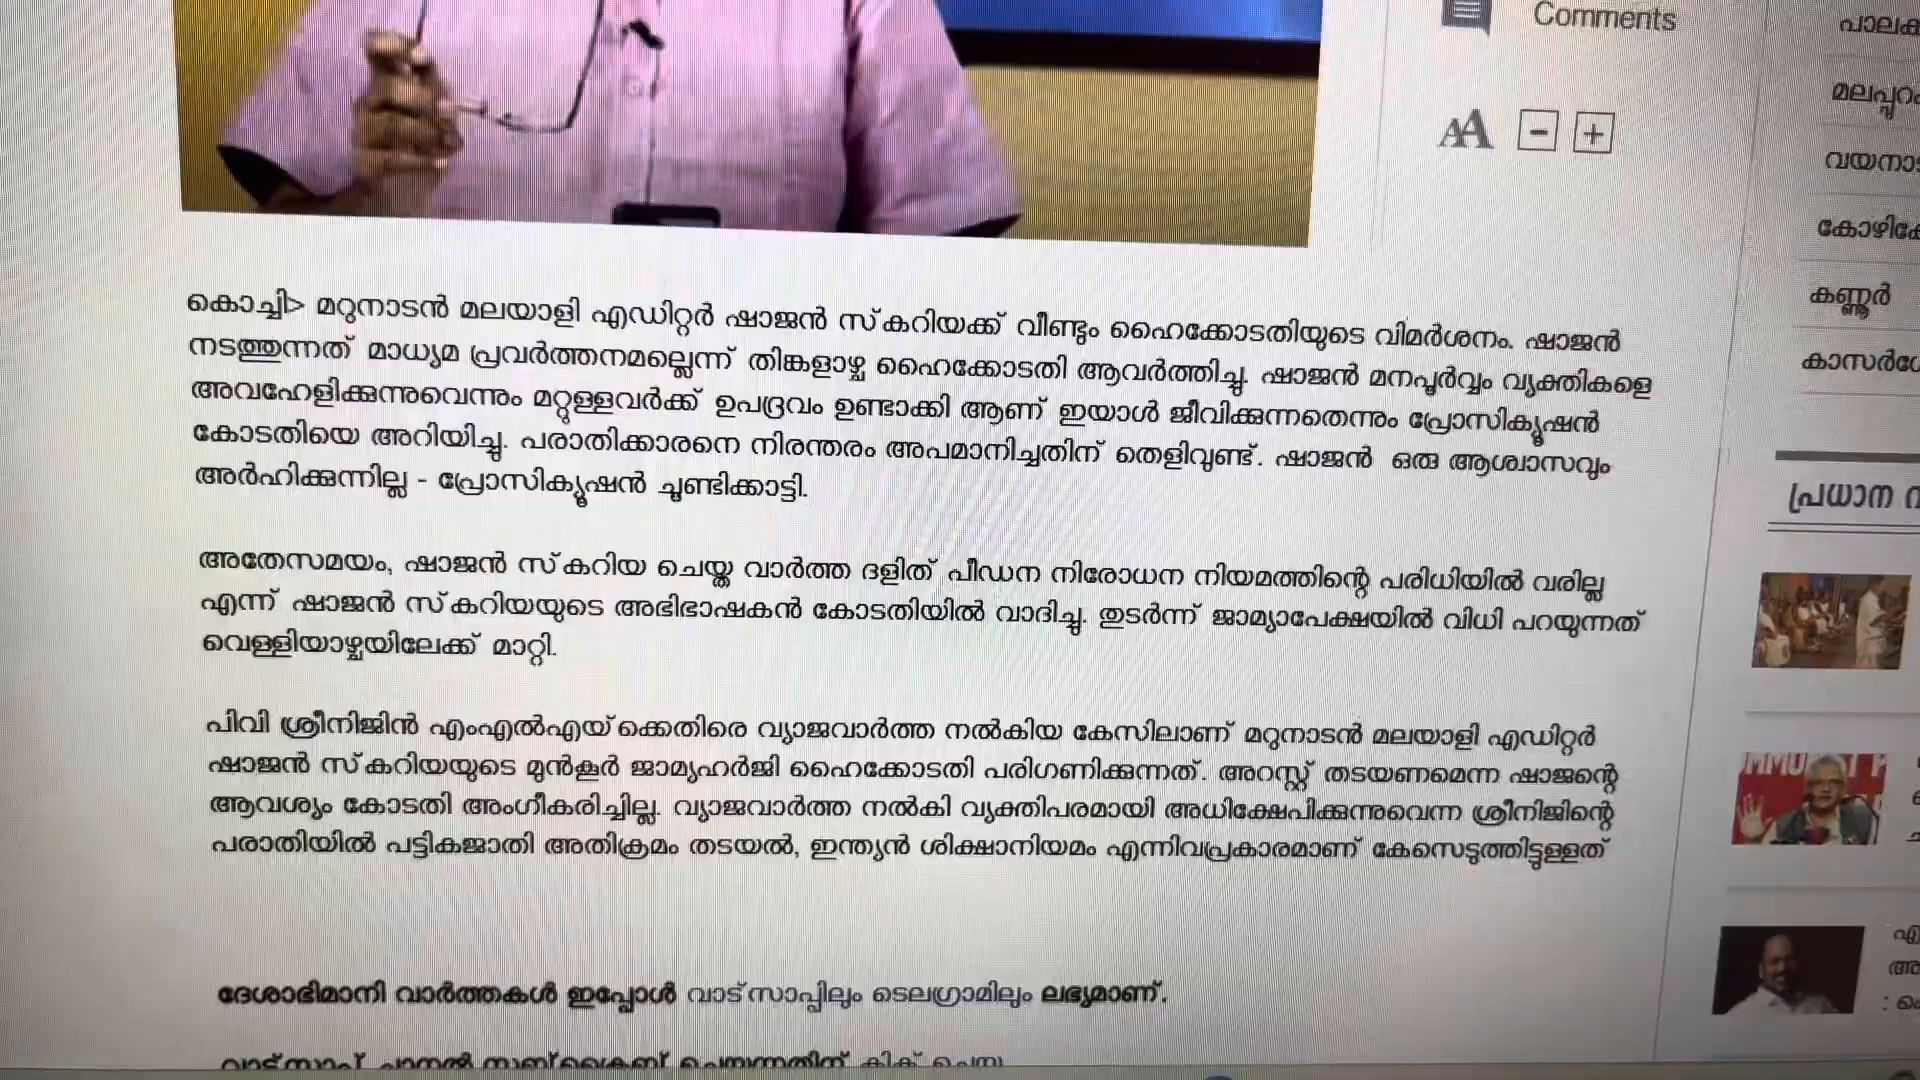 Comments
AA - +
കൊച്ചി> മറുനാടൻ മലയാളി എഡിറ്റർ ഷാജൻ സ്കറിയക്ക് വീണ്ടും ഹൈക്കോടതിയുടെ വിമർശനം. ഷാജൻ
നടത്തുന്നത് മാധ്യമ പ്രവർത്തനമല്ലെന്ന് തിങ്കളാഴ്ച ഹൈക്കോടതി ആവർത്തിച്ചു. ഷാജൻ മനപൂർവ്വം വ്യക്തികളെ
അവഹേളിക്കുന്നുവെന്നും മറ്റുള്ളവർക്ക് ഉപദ്രവം ഉണ്ടാക്കി ആണ് ഇയാൾ ജീവിക്കുന്നതെന്നും പ്രോസിക്യൂഷൻ
കോടതിയെ അറിയിച്ചു. പരാതിക്കാരനെ നിരന്തരം അപമാനിച്ചതിന് തെളിവുണ്ട്. ഷാജൻ ഒരു ആശ്വാസവും
അർഹിക്കുന്നില്ല - പ്രോസിക്യൂഷൻ ചൂണ്ടിക്കാട്ടി.
അതേസമയം, ഷാജൻ സ്കറിയ ചെയ്ത വാർത്ത ദളിത് പീഡന നിരോധന നിയമത്തിന്റെ പരിധിയിൽ വരില്ല
എന്ന് ഷാജൻ സ്കറിയയുടെ അഭിഭാഷകൻ കോടതിയിൽ വാദിച്ചു. തുടർന്ന് ജാമ്യാപേക്ഷയിൽ വിധി പറയുന്നത്
വെള്ളിയാഴ്ചയിലേക്ക് മാറ്റി.
പിവി ശ്രീനിജിൻ എംഎൽഎയ്ക്കെതിരെ വ്യാജവാർത്ത നൽകിയ കേസിലാണ് മറുനാടൻ മലയാളി എഡിറ്റർ
ഷാജൻ സ്കറിയയുടെ മുൻകൂർ ജാമ്യഹർജി ഹൈക്കോടതി പരിഗണിക്കുന്നത്. അറസ്റ്റ് തടയണമെന്ന ഷാജന്റെ
ആവശ്യം കോടതി അംഗീകരിച്ചില്ല. വ്യാജവാർത്ത നൽകി വ്യക്തിപരമായി അധിക്ഷേപിക്കുന്നുവെന്ന ശ്രീനിജിന്റെ
പരാതിയിൽ പട്ടികജാതി അതിക്രമം തടയൽ, ഇന്ത്യൻ ശിക്ഷാനിയമം എന്നിവപ്രകാരമാണ് കേസെടുത്തിട്ടുള്ളത്
ദേശാഭിമാനി വാർത്തകൾ ഇപ്പോൾ വാട്സാപ്പിലും ടെലഗ്രാമിലും ലഭ്യമാണ്.
കണ്ണൂർ
പ്രധാന